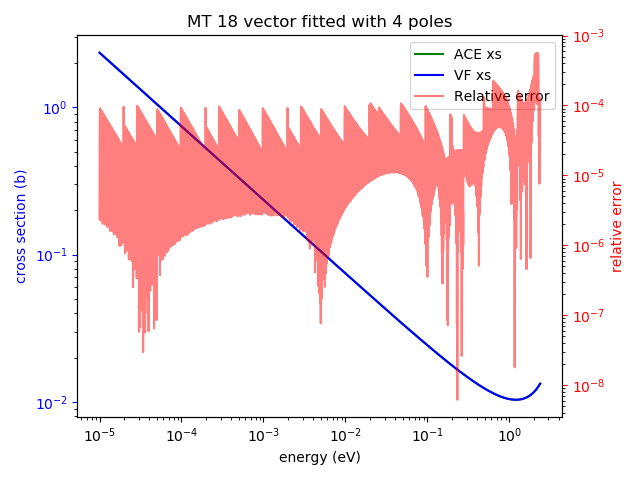 MT 18 vector fitted with 4 poles
ACE xs
VF xs
Relative error
cross section (b)
10⁰
10⁻¹
10⁻²
relative error
10⁻³
10⁻⁴
10⁻⁵
10⁻⁶
10⁻⁷
10⁻⁸
10⁻⁵
10⁻⁴
10⁻³
10⁻²
10⁻¹
10⁰
energy (eV)